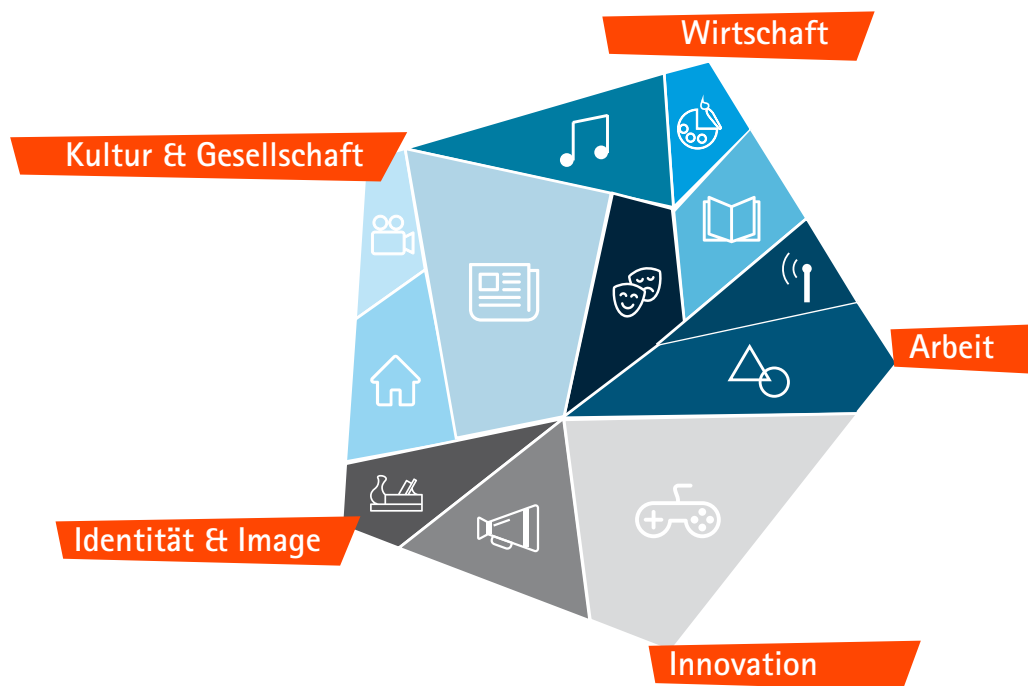 Wirtschaft
Kultur & Gesellschaft
Arbeit
Identität & Image
Innovation